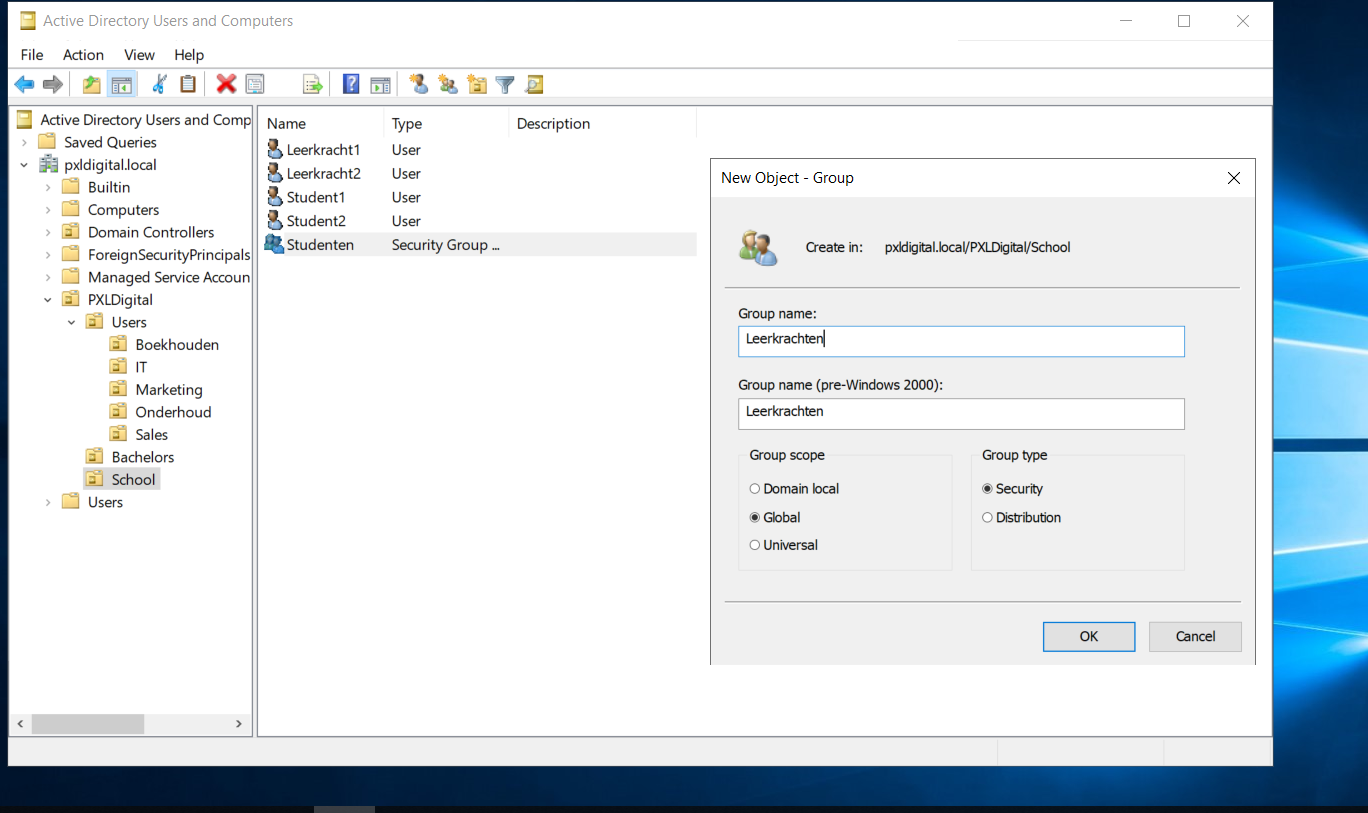 Active Directory Users and Computers
File Action View Help
Active Directory Users and Comp
Saved Queries
pxldigital.local
Builtin
Computers
Domain Controllers
ForeignSecurityPrincipals
Managed Service Accoun
PXLDigital
Users
Boekhouden
IT
Marketing
Onderhoud
Sales
Bachelors
School
Users
Name Type Description
Leerkracht1 User
Leerkracht2 User
Student1 User
Student2 User
Studenten Security Group ...
New Object - Group
Create in: pxldigital.local/PXLDigital/School
Group name:
Leerkrachten
Group name (pre-Windows 2000):
Leerkrachten
Group scope
Domain local
Global
Universal
Group type
Security
Distribution
OK Cancel